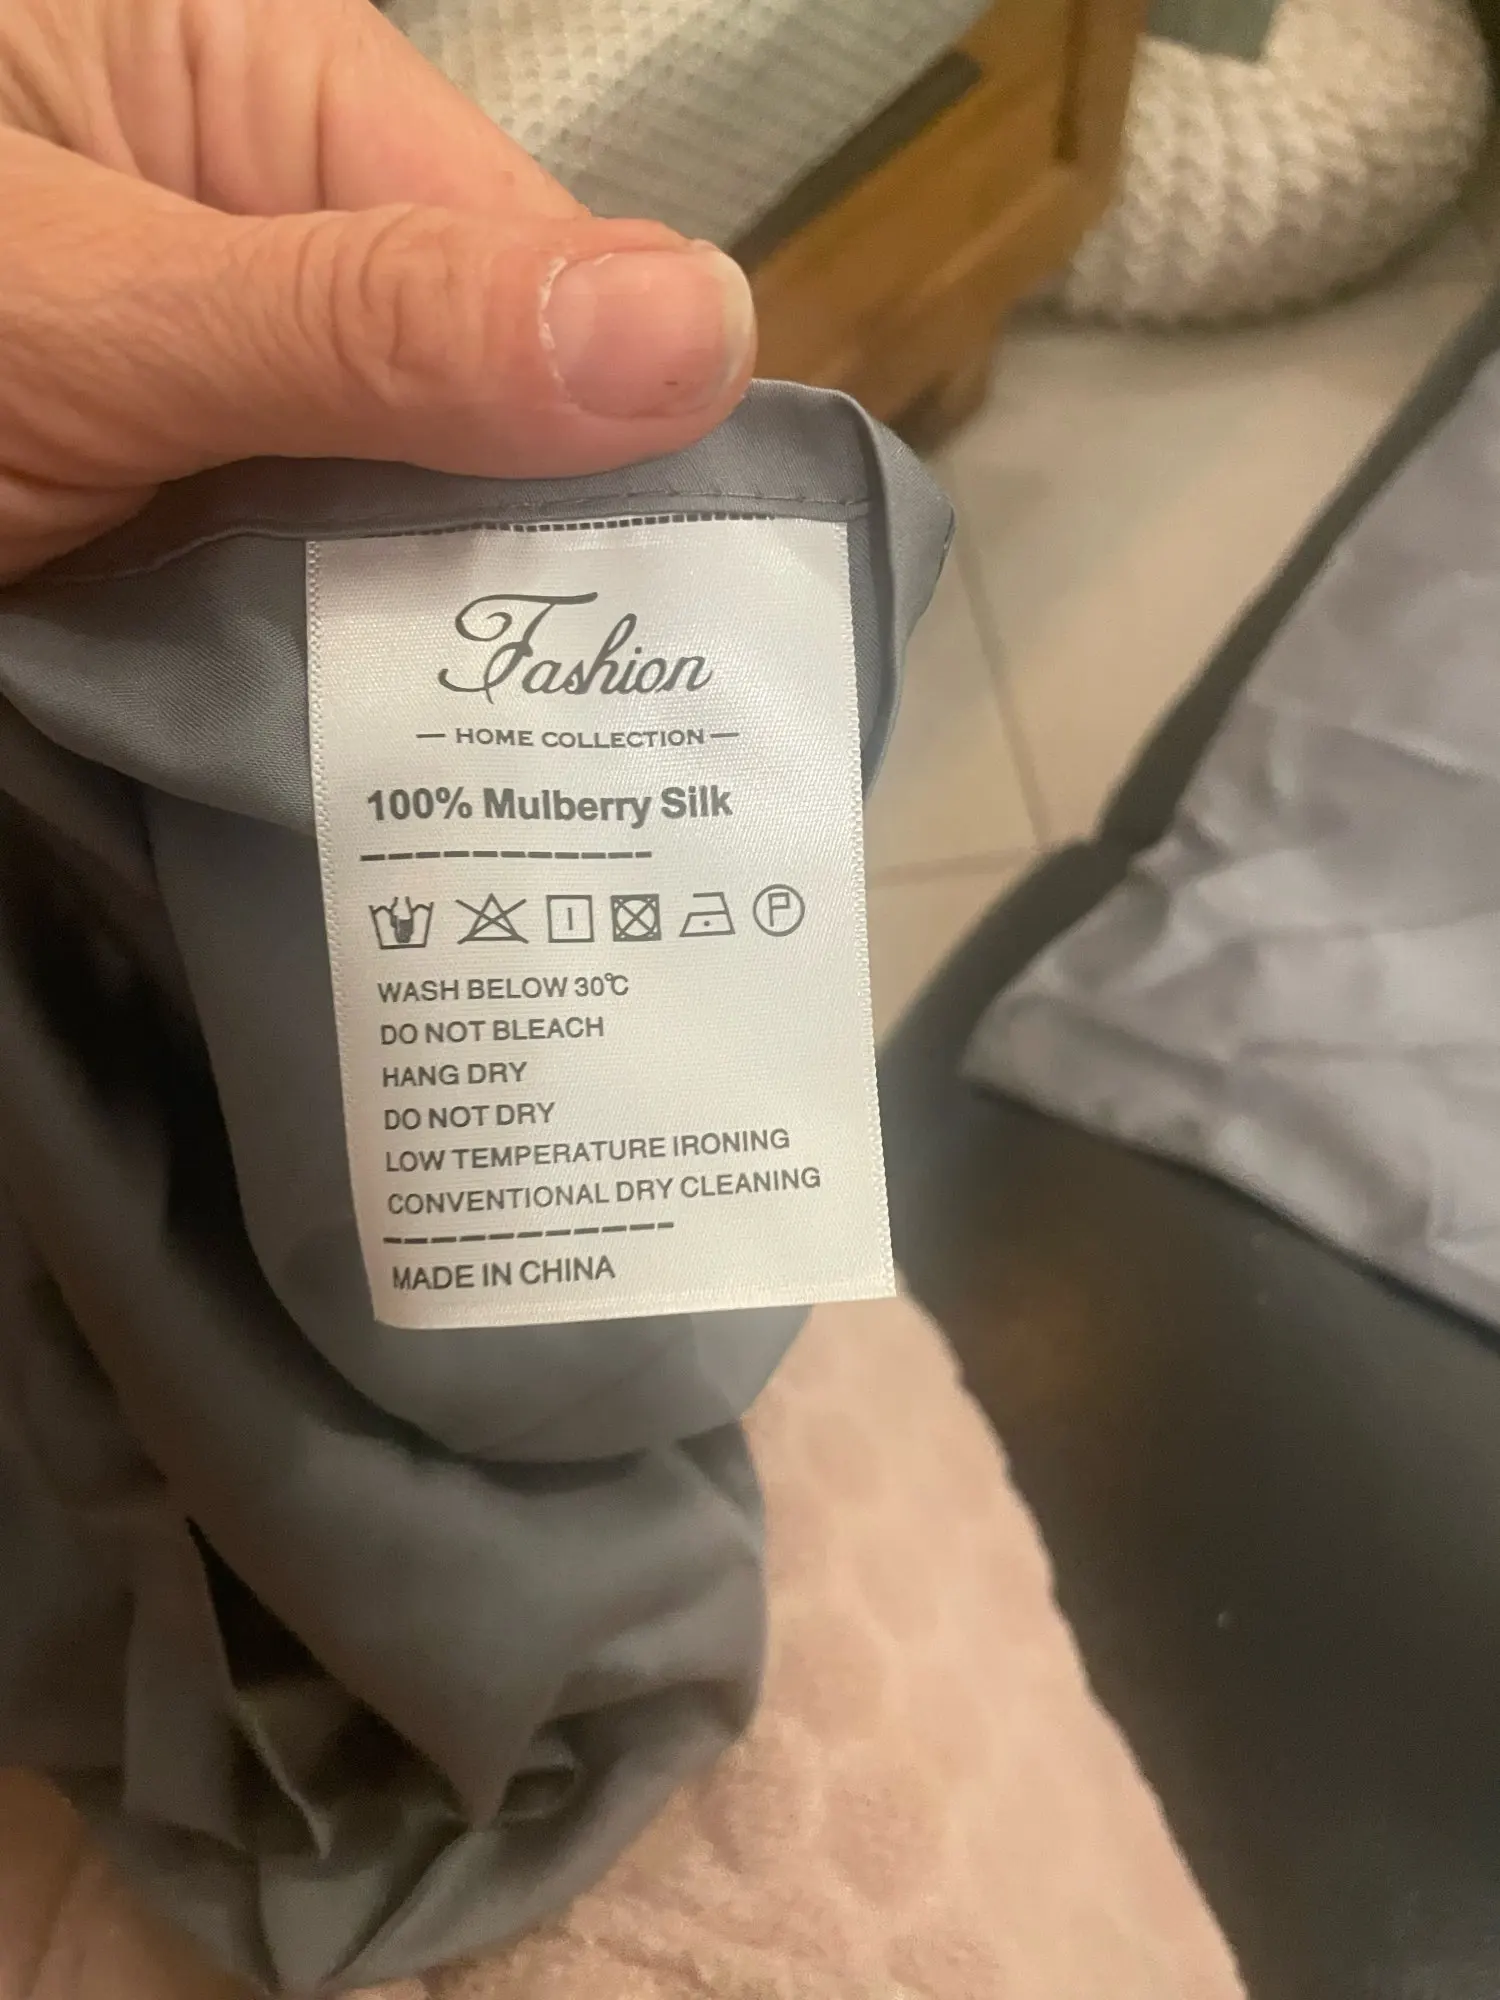 Fashion
— HOME COLLECTION —
100% Mulberry Silk
-----------
P
WASH BELOW 30℃
DO NOT BLEACH
HANG DRY
DO NOT DRY
LOW TEMPERATURE IRONING
CONVENTIONAL DRY CLEANING
-----------
MADE IN CHINA